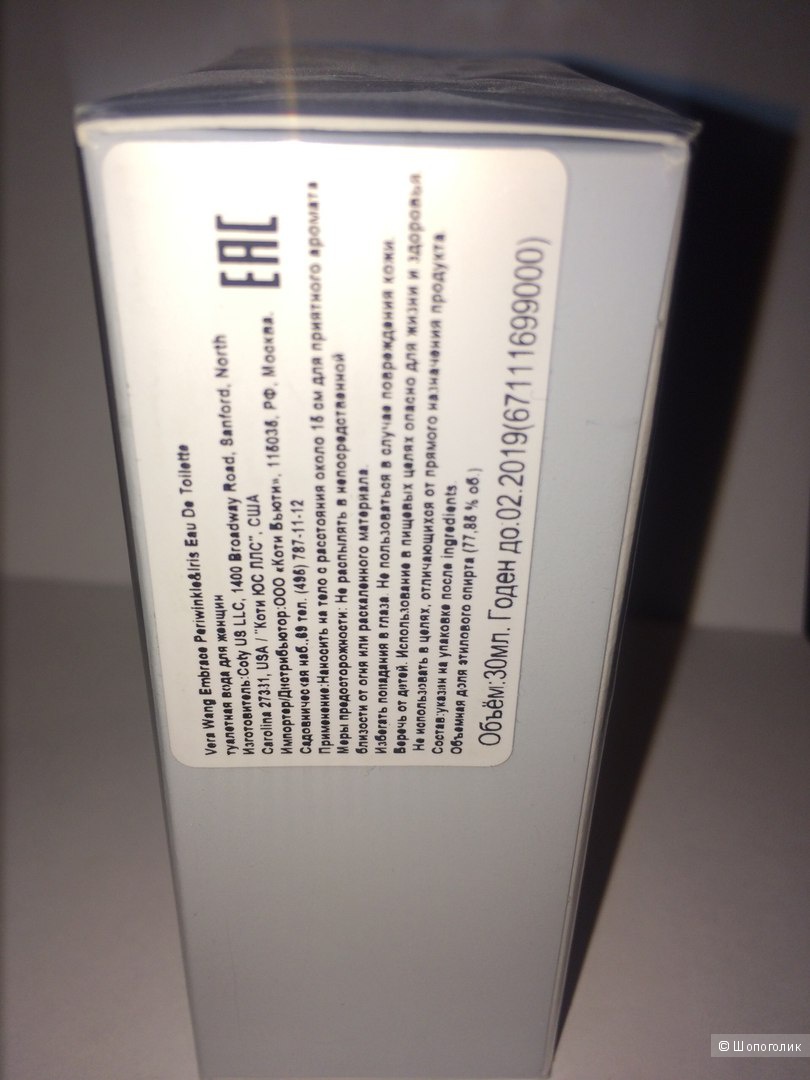 Vera Wang Embrace Periwinkle&Iris Eau De Toilette
туалетная вода для женщин
Изготовитель:Coty US LLC, 1400 Broadway Road, Sanford, North
Carolina 27331, USA / "Коти ЮС ЛЛС", США
Импортер/Дистрибьютор:ООО «Коти Бьюти», 115035, РФ, Москва,
Садовническая наб.,69 тел. (495) 787-11-12
EAC
Применение:Наносить на тело с расстояния около 15 см для приятного аромата
Меры предосторожности: Не распылять в непосредственной
близости от огня или раскаленного материала.
Избегать попадания в глаза. Не пользоваться в случае повреждения кожи.
Беречь от детей. Использование в пищевых целях опасно для жизни и здоровья
Не использовать в целях, отличающихся от прямого назначения продукта.
Состав:указан на упаковке после Ingredients
Объемная доля этилового спирта (77,88 % об.)
Объём:30мл. Годен до:02.2019(67111699000)
© Шопоголик